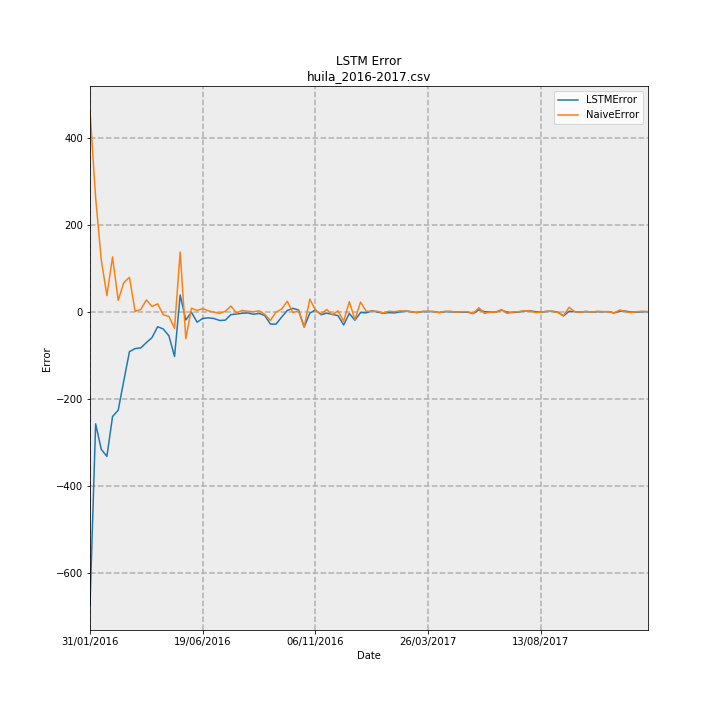 LSTM Error
huila_2016-2017.csv
LSTMError
NaiveError
400
200
0
−200
−400
−600
Error
31/01/2016 19/06/2016 06/11/2016 26/03/2017 13/08/2017
Date